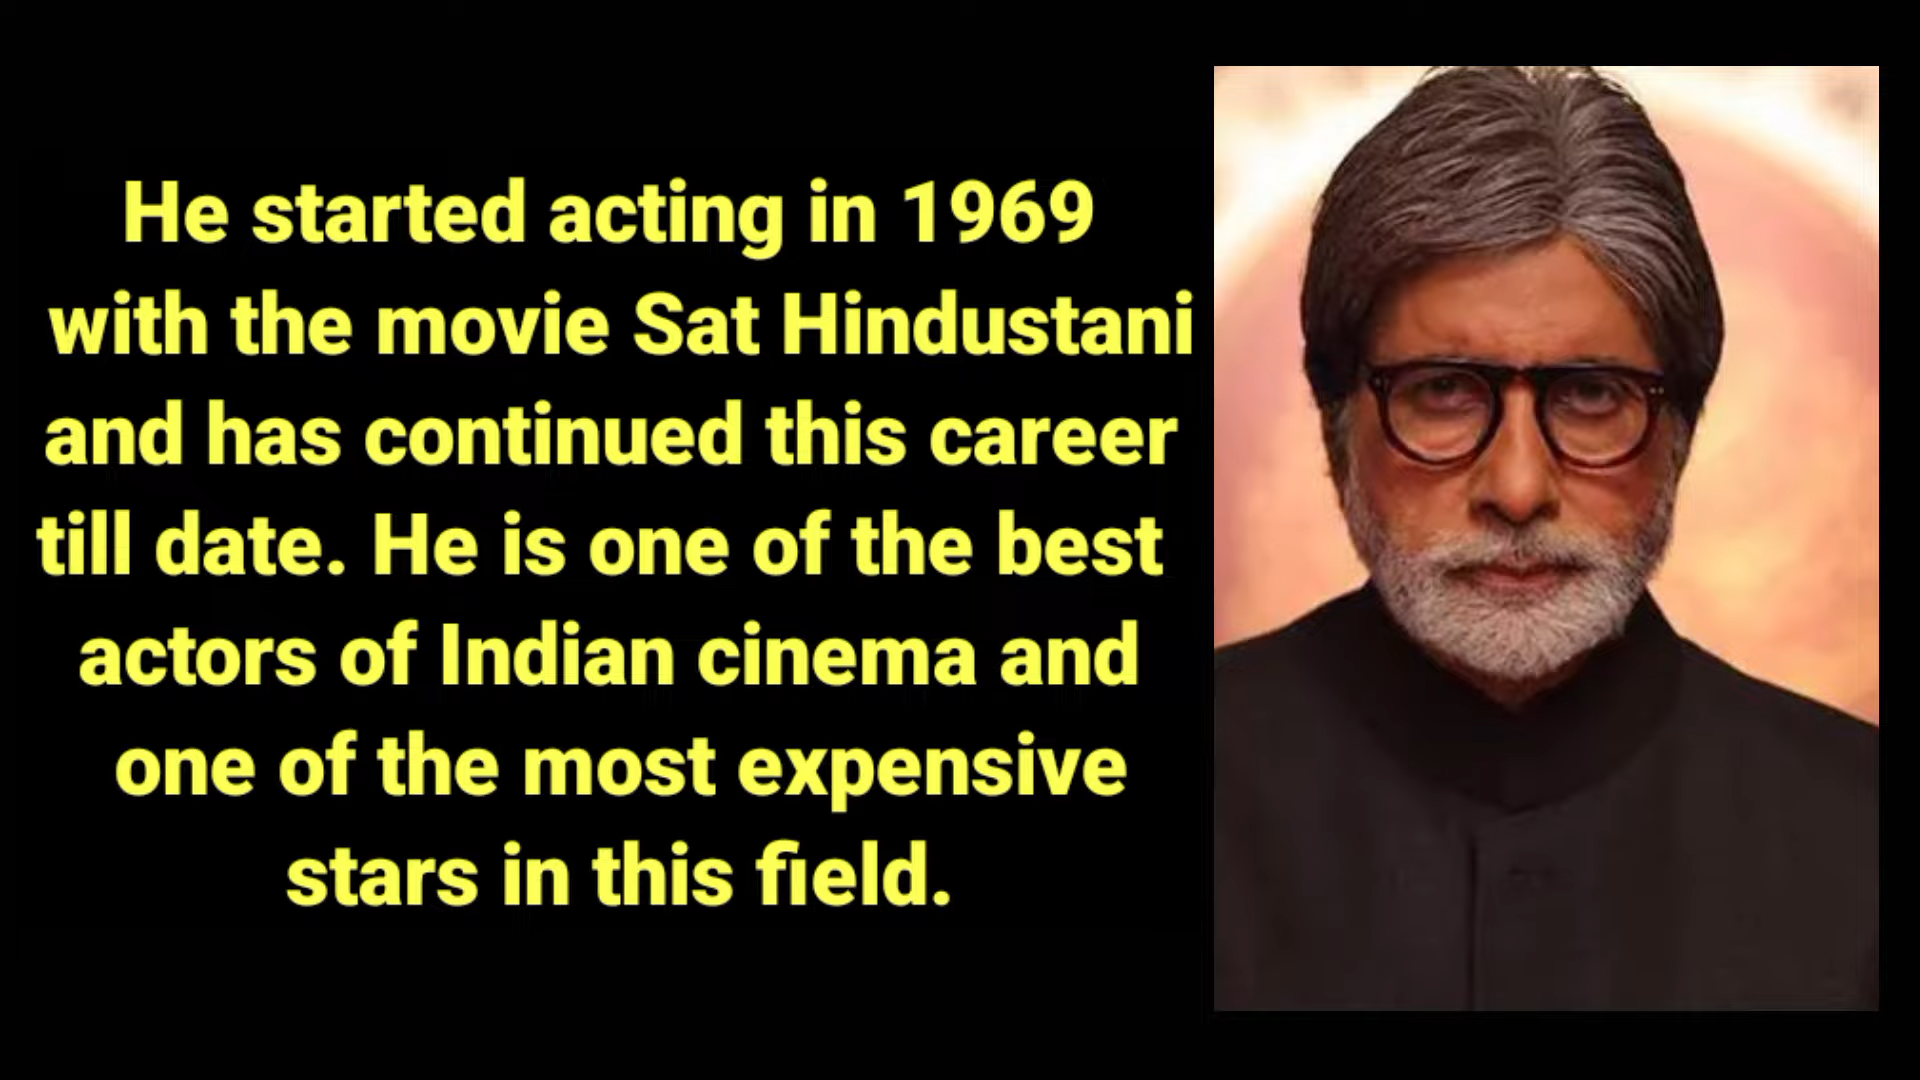 He started acting in 1969
with the movie Sat Hindustani
and has continued this career
till date. He is one of the best
actors of Indian cinema and
one of the most expensive
stars in this field.